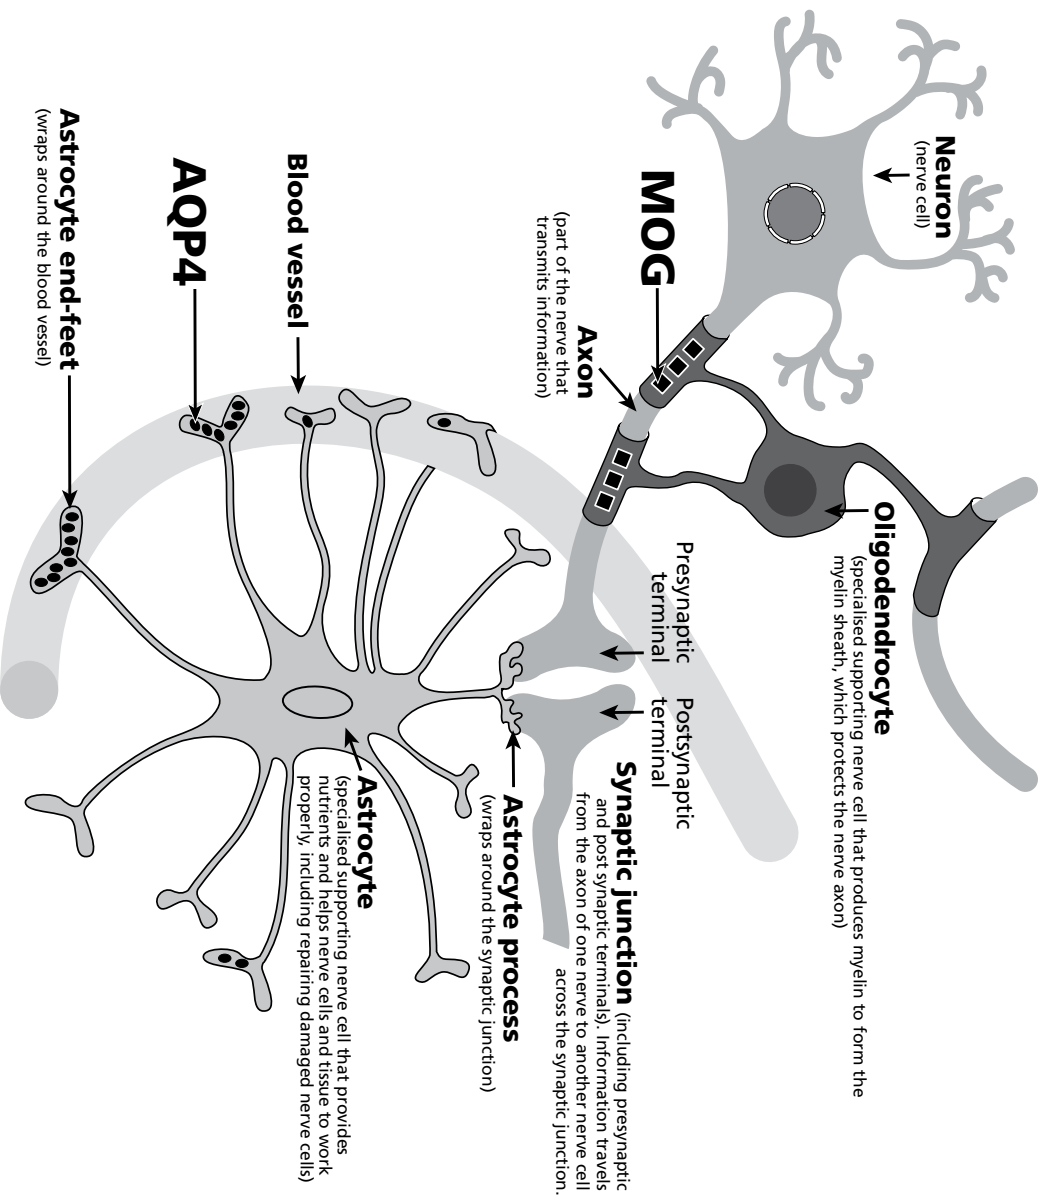 Neuron
(nerve cell)
MOG
Axon
(part of the nerve that
transmits information)
Blood vessel
AQP4
Astrocyte end-feet
(wraps around the blood vessel)
Oligodendrocyte
(specialised supporting nerve cell that produces myelin to form the
myelin sheath, which protects the nerve axon)
Presynaptic
terminal
Postsynaptic
terminal
Synaptic junction (including presynaptic
and post synaptic terminals). Information travels
from the axon of one nerve to another nerve cell
across the synaptic junction.
Astrocyte process
(wraps around the synaptic junction)
Astrocyte
(specialised supporting nerve cell that provides
nutrients and helps nerve cells and tissue to work
properly, including repairing damaged nerve cells)